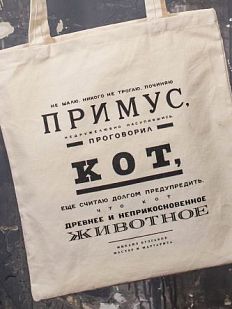 НЕ ШАЛЮ, НИКОГО НЕ ТРОГАЮ, ПОЧИНЯЮ
ПРИМУС,
НЕДРУЖЕЛЮБНО НАСУПИВШИСЬ,
ПРОГОВОРИЛ
КОТ,
ЕЩЕ СЧИТАЮ ДОЛГОМ ПРЕДУПРЕДИТЬ,
ЧТО КОТ
ДРЕВНЕЕ И НЕПРИКОСНОВЕННОЕ
ЖИВОТНОЕ
МИХАИЛ БУЛГАКОВ
МАСТЕР И МАРГАРИТА